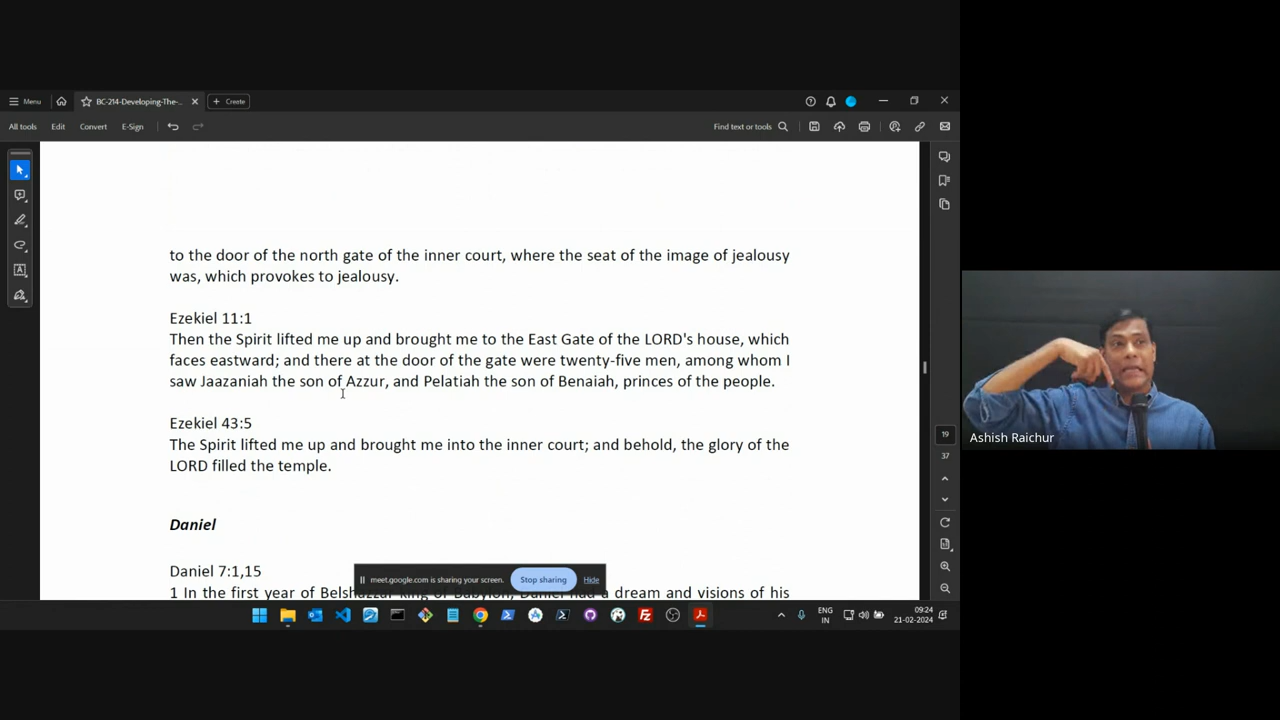 Menu
BC-214-Developing-The-...
Create
All tools
Edit
Convert
E-Sign
Find text or tools
to the door of the north gate of the inner court, where the seat of the image of jealousy
was, which provokes to jealousy.
Ezekiel 11:1
Then the Spirit lifted me up and brought me to the East Gate of the LORD's house, which
faces eastward; and there at the door of the gate were twenty-five men, among whom I
saw Jaazaniah the son of Azzur, and Pelatiah the son of Benaiah, princes of the people.
Ezekiel 43:5
The Spirit lifted me up and brought me into the inner court; and behold, the glory of the
LORD filled the temple.
Daniel
Daniel 7:1,15
1 In the first year of Belshazzar king of Babylon, Daniel had a dream and visions of his
meet.google.com is sharing your screen.
Stop sharing
Hide
19
37
ENG
IN
09:24
21-02-2024
Ashish Raichur